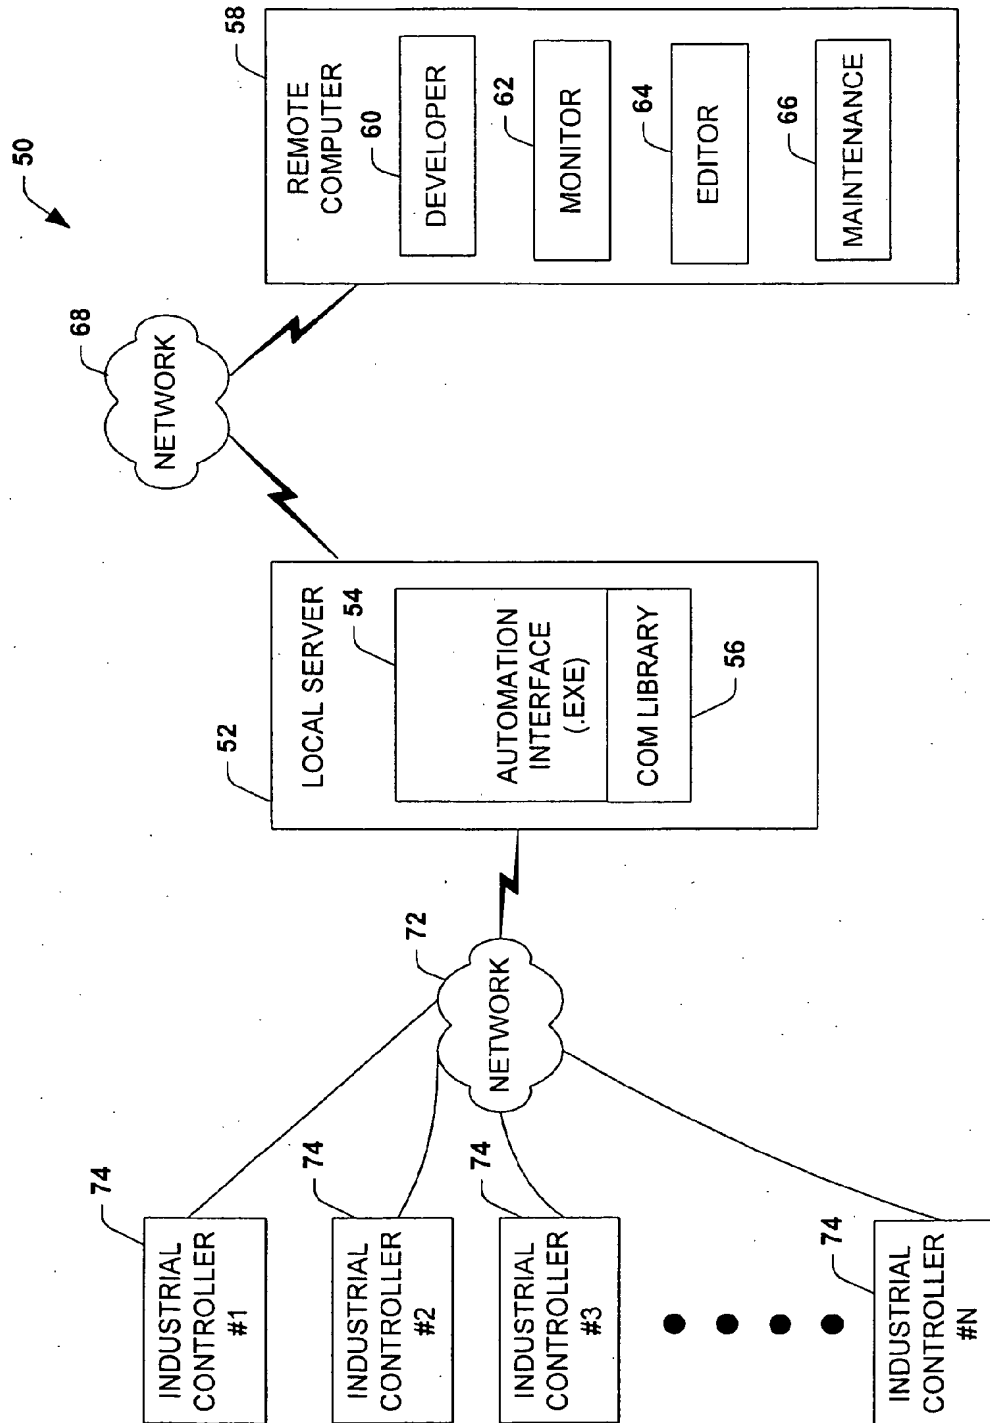 50
68
NETWORK
58
REMOTE
COMPUTER
60
DEVELOPER
62
MONITOR
64
EDITOR
66
MAINTENANCE
52
LOCAL SERVER
54
AUTOMATION
INTERFACE
(.EXE)
COM LIBRARY
56
72
NETWORK
74
INDUSTRIAL
CONTROLLER
#1
74
INDUSTRIAL
CONTROLLER
#2
74
INDUSTRIAL
CONTROLLER
#3
74
INDUSTRIAL
CONTROLLER
#N